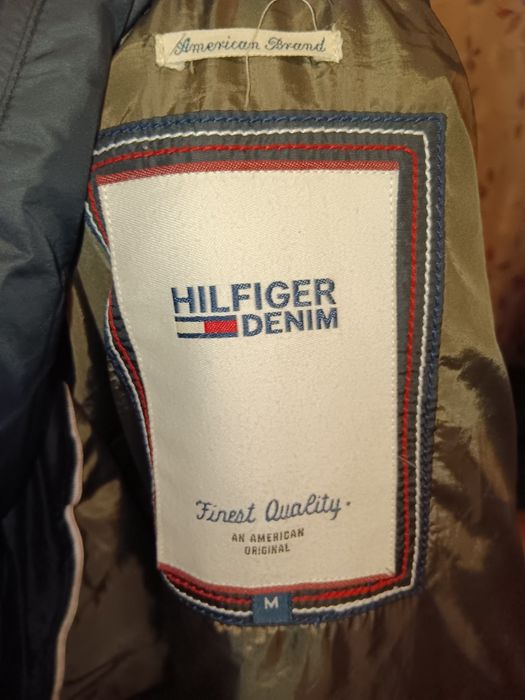 American Brand
HILFIGER
DENIM
Finest Quality.
AN AMERICAN
ORIGINAL
M